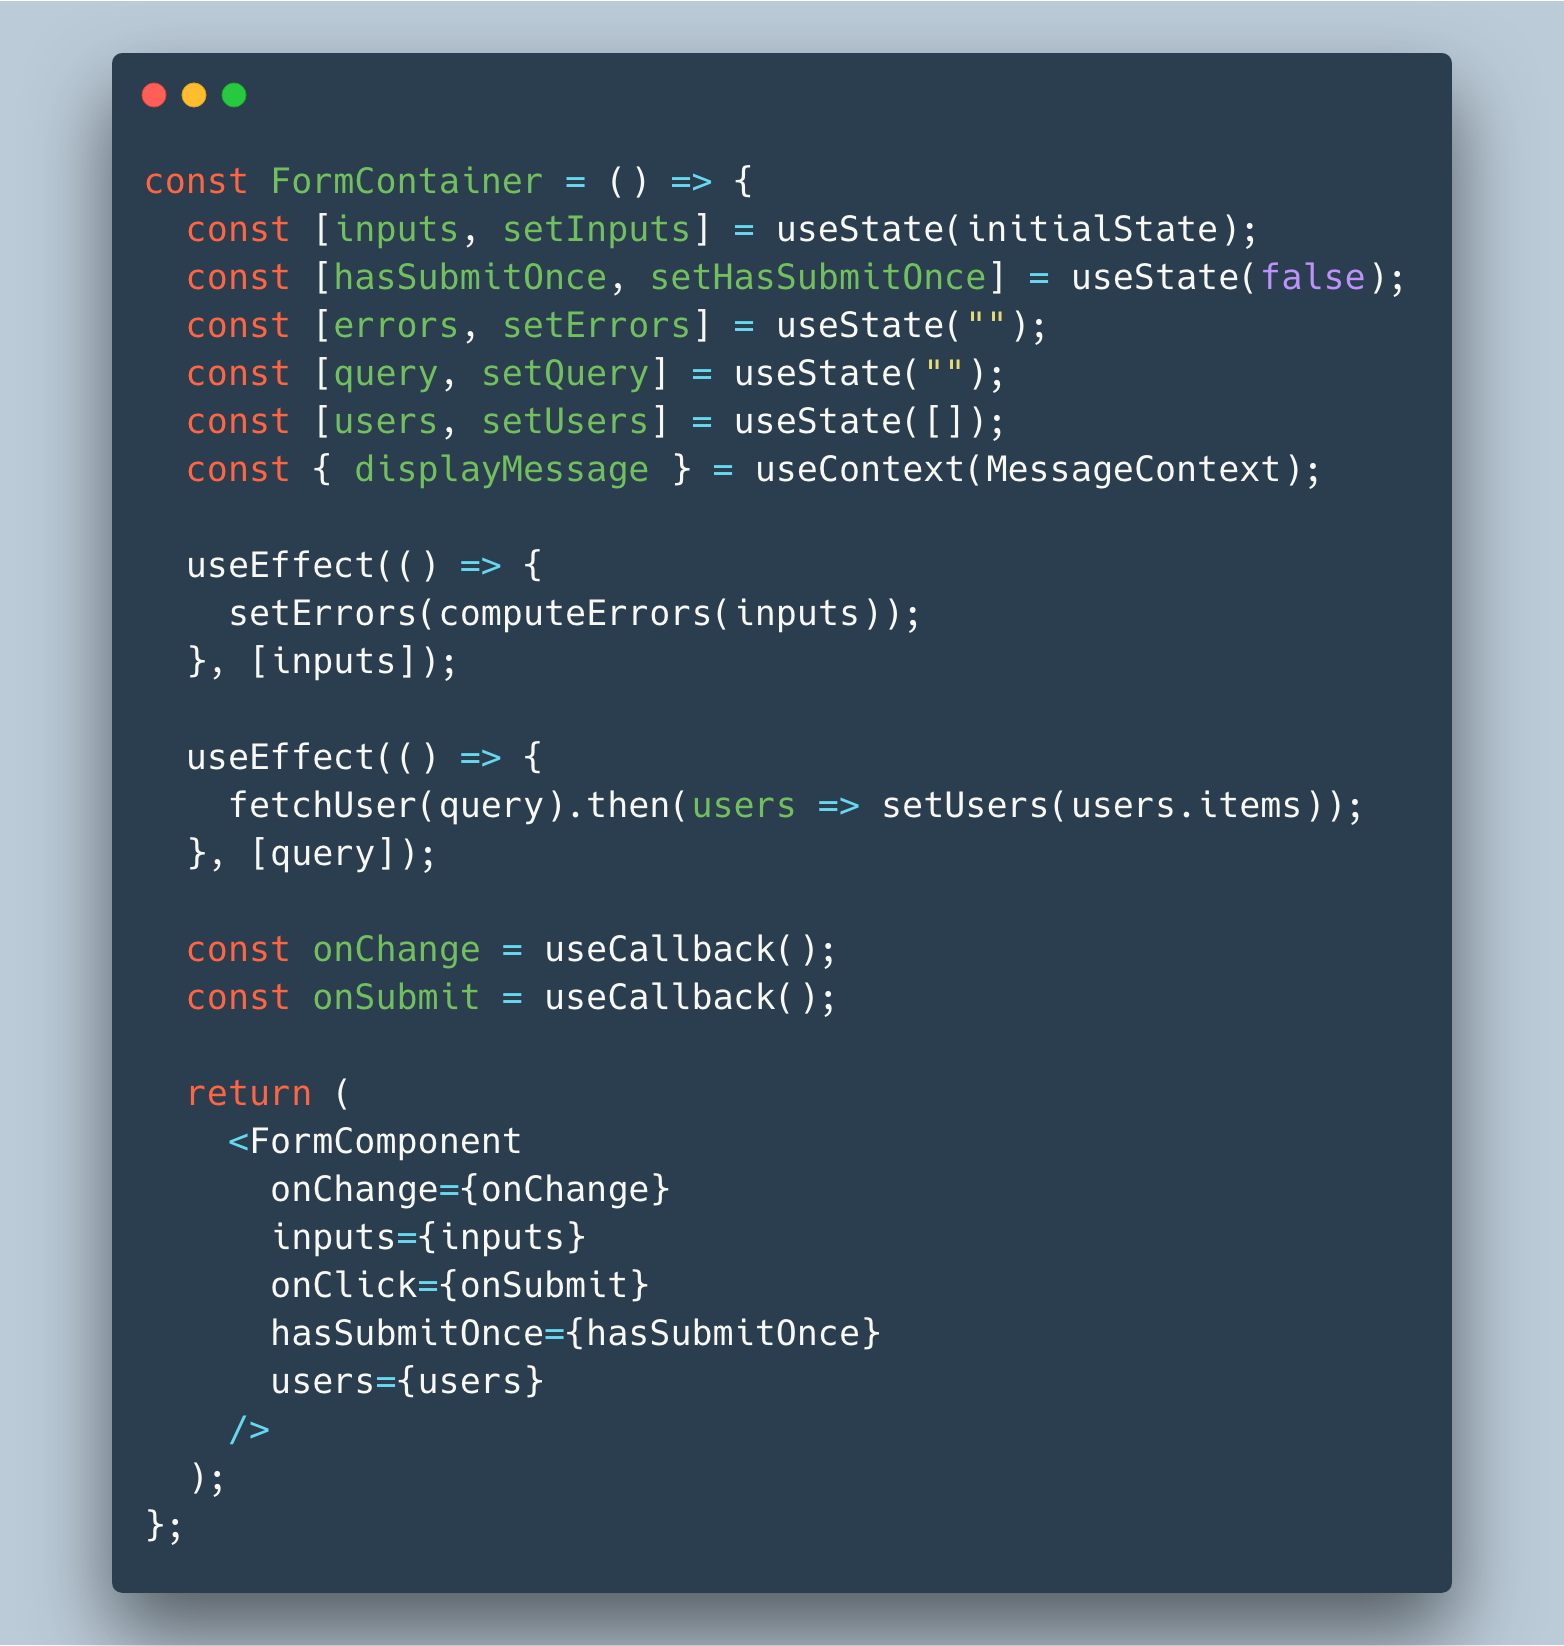 const FormContainer = () => {
  const [inputs, setInputs] = useState(initialState);
  const [hasSubmitOnce, setHasSubmitOnce] = useState(false);
  const [errors, setErrors] = useState("");
  const [query, setQuery] = useState("");
  const [users, setUsers] = useState([]);
  const { displayMessage } = useContext(MessageContext);

  useEffect(() => {
    setErrors(computeErrors(inputs));
  }, [inputs]);

  useEffect(() => {
    fetchUser(query).then(users => setUsers(users.items));
  }, [query]);

  const onChange = useCallback();
  const onSubmit = useCallback();

  return (
    <FormComponent
      onChange={onChange}
      inputs={inputs}
      onClick={onSubmit}
      hasSubmitOnce={hasSubmitOnce}
      users={users}
    />
  );
};